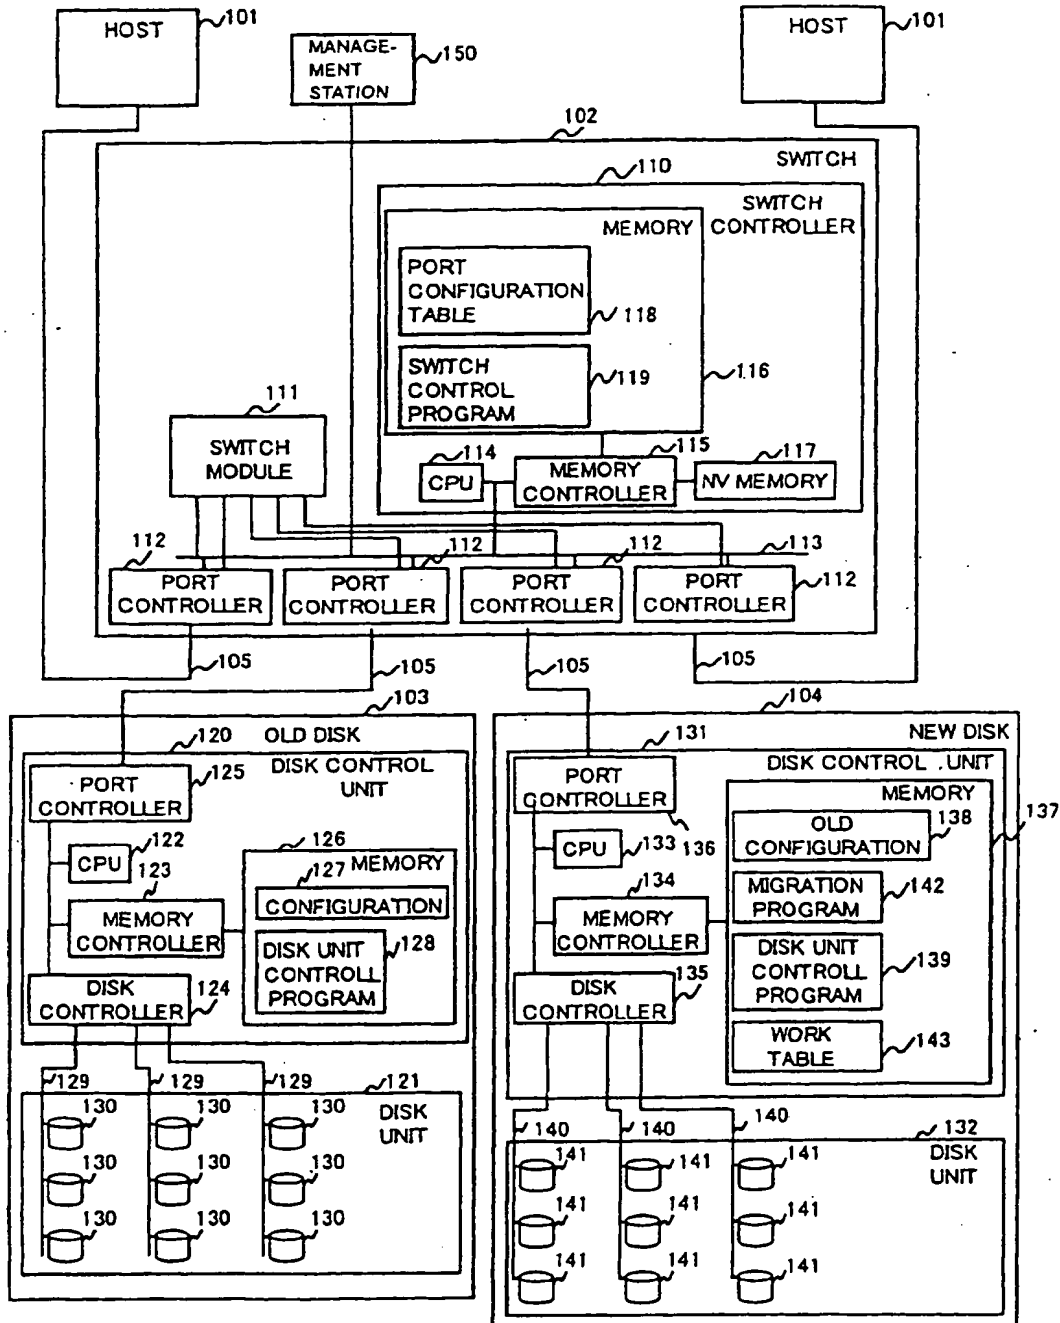 101
HOST
MANAGE-
MENT
STATION
150
HOST
101
102
SWITCH
110
SWITCH
CONTROLLER
MEMORY
PORT
CONFIGURATION
TABLE
118
SWITCH
CONTROL
PROGRAM
119
116
111
SWITCH
MODULE
114
CPU
115
MEMORY
CONTROLLER
117
NV MEMORY
113
112
PORT
CONTROLLER
112
PORT
CONTROLLER
112
PORT
CONTROLLER
112
PORT
CONTROLLER
105
105
105
105
103
OLD DISK
120
DISK CONTROL
UNIT
PORT
CONTROLLER
125
122
CPU
123
MEMORY
CONTROLLER
126
MEMORY
127
CONFIGURATION
DISK UNIT
CONTROLL
PROGRAM
128
DISK
CONTROLLER
124
129
129
129
121
DISK
UNIT
130
130
130
130
130
130
130
130
130
104
NEW DISK
131
DISK CONTROL UNIT
PORT
CONTROLLER
136
CPU
133
134
MEMORY
CONTROLLER
MEMORY
137
OLD
CONFIGURATION
138
MIGRATION
PROGRAM
142
DISK UNIT
CONTROLL
PROGRAM
139
WORK
TABLE
143
DISK
CONTROLLER
135
140
140
140
132
DISK
UNIT
141
141
141
141
141
141
141
141
141